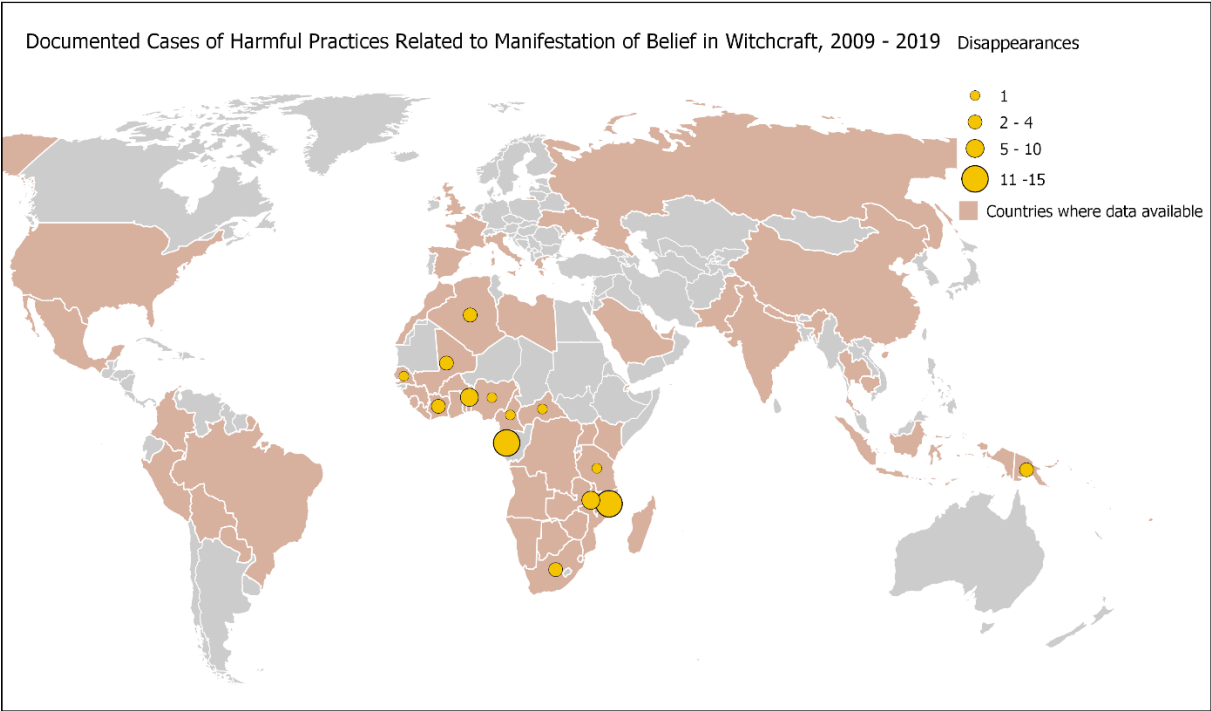 Documented Cases of Harmful Practices Related to Manifestation of Belief in Witchcraft, 2009 - 2019
Disappearances
1
2 - 4
5 - 10
11 -15
Countries where data available